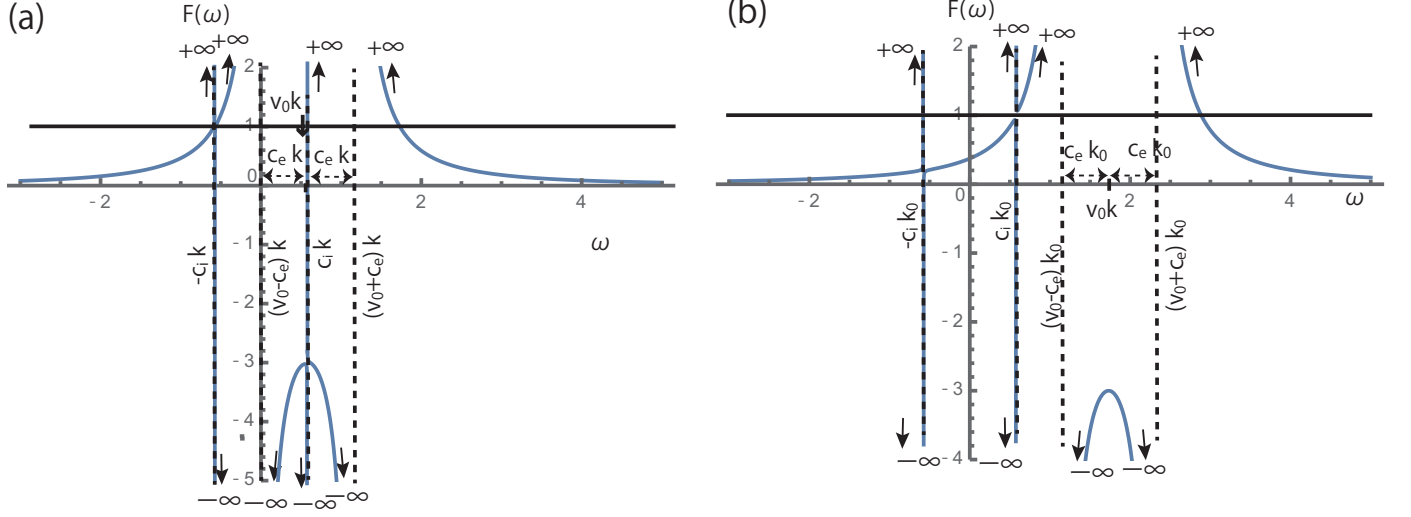 (a)
F(ω)
+∞
+∞
+∞
+∞
2
v₀k
1
cₑ k
cₑ k
0
-2
2
-1
ω
-cᵢ k
(v₀-cₑ) k
cᵢ k
(v₀+cₑ) k
-2
-3
-4
-5
—∞
—∞
—∞
—∞
(b)
F(ω)
+∞
+∞
+∞
+∞
2
1
cₑ k₀
cₑ k₀
0
-2
0
v₀k
2
4
ω
-cᵢ k₀
cᵢ k₀
(v₀-cₑ) k₀
(v₀+cₑ) k₀
-1
-2
-3
-4
—∞
—∞
—∞
—∞